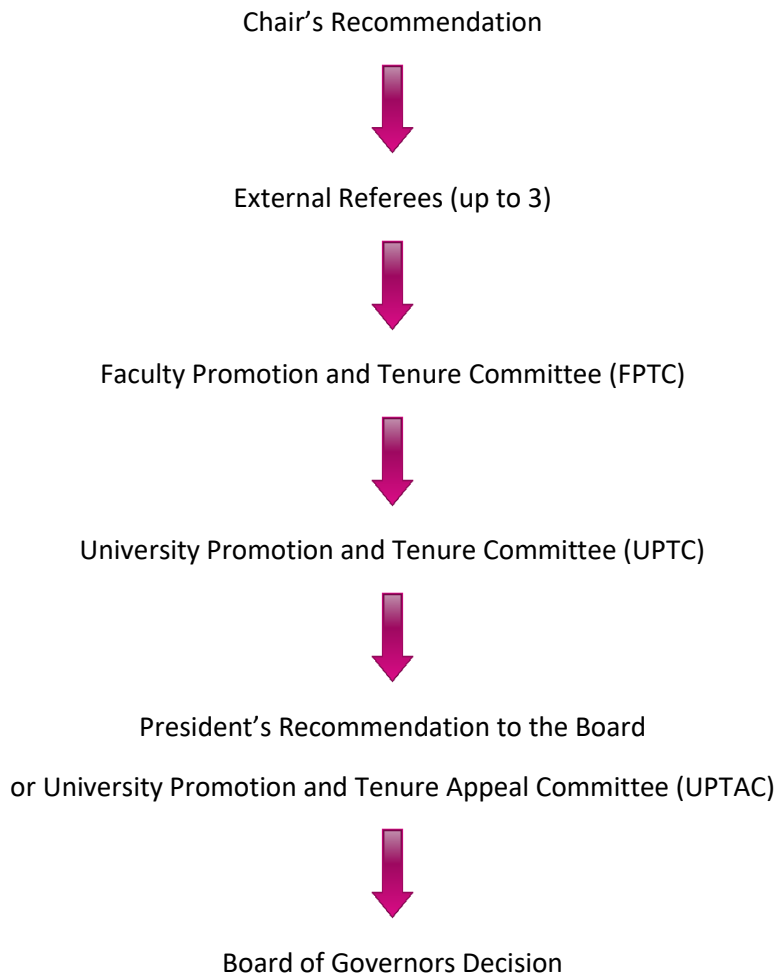 Chair’s Recommendation
External Referees (up to 3)
Faculty Promotion and Tenure Committee (FPTC)
University Promotion and Tenure Committee (UPTC)
President’s Recommendation to the Board
or University Promotion and Tenure Appeal Committee (UPTAC)
Board of Governors Decision